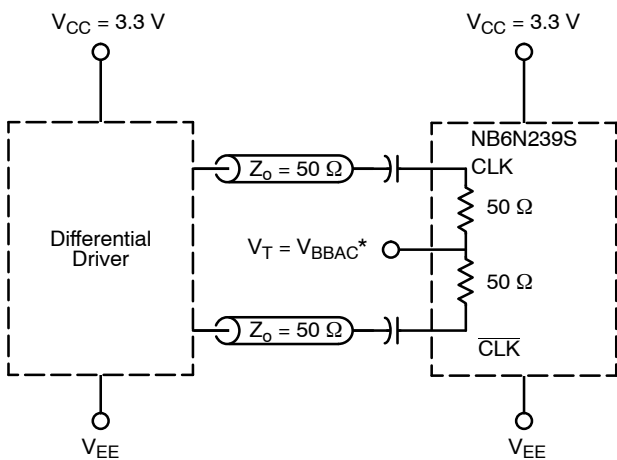 V_CC = 3.3 V
V_CC = 3.3 V
NB6N239S
Z_o = 50 Ω
CLK
50 Ω
Differential
Driver
V_T = V_BBAC*
50 Ω
Z_o = 50 Ω
C̅L̅K̅
V_EE
V_EE